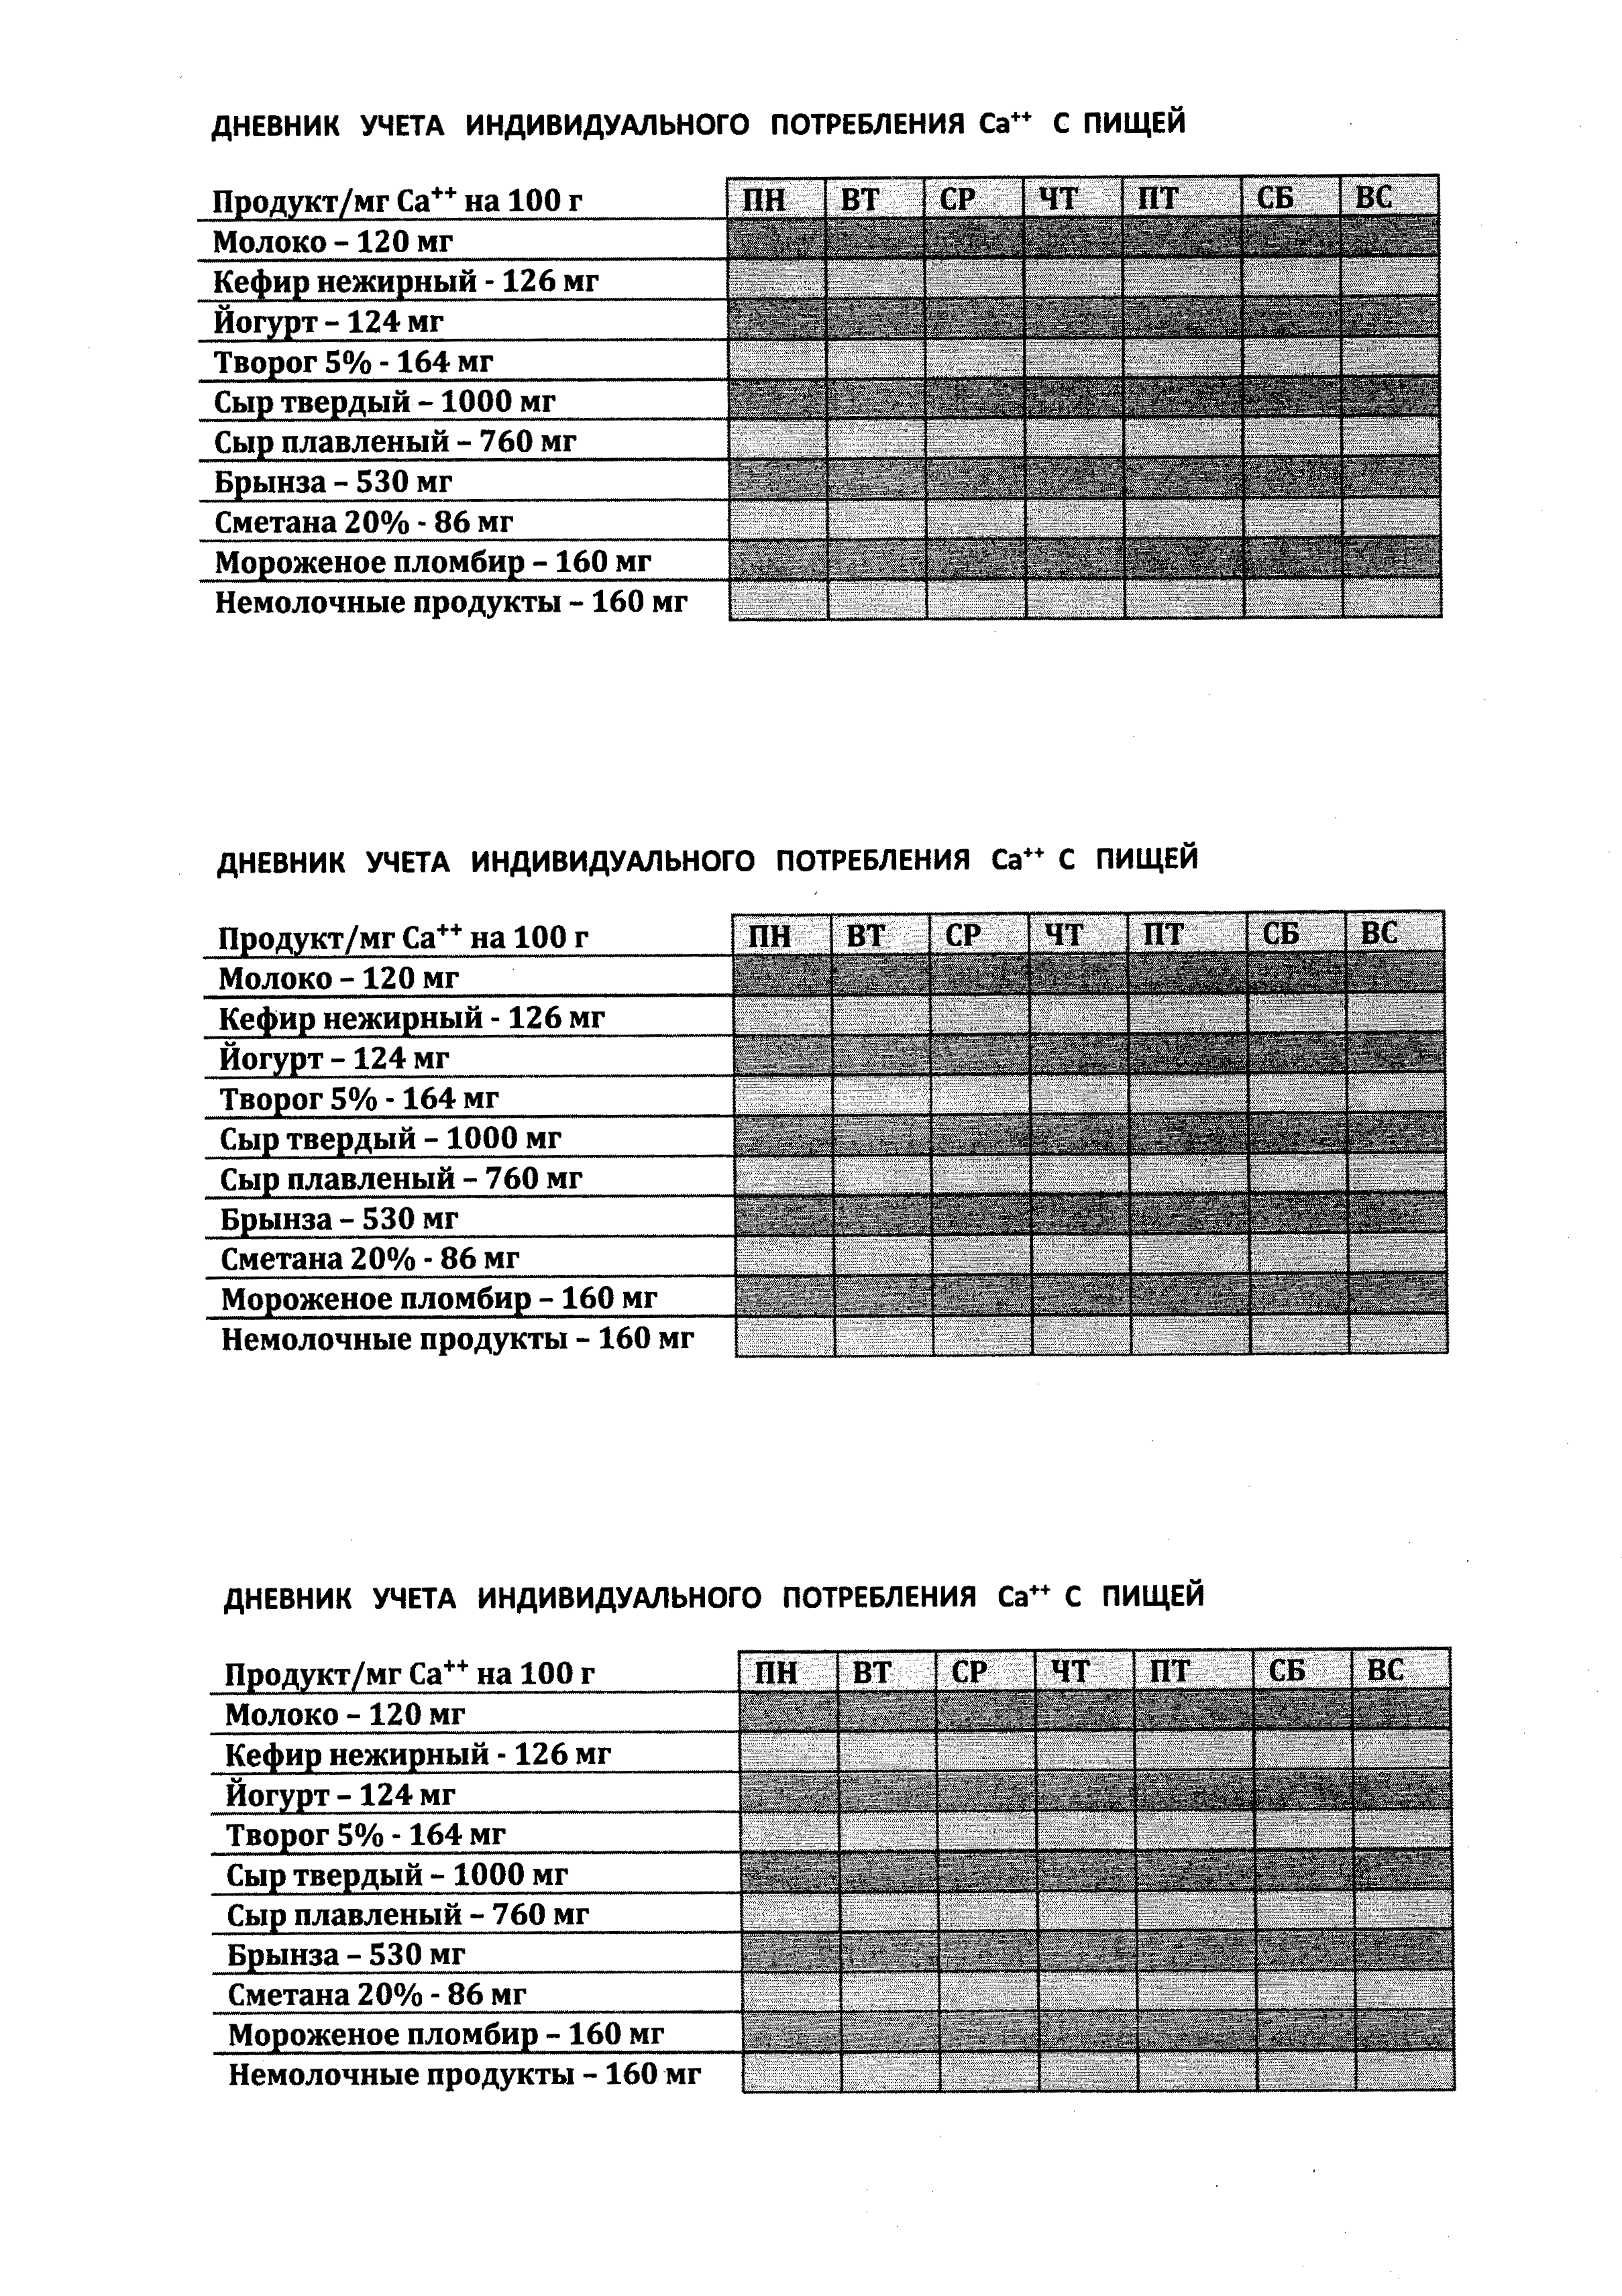 ДНЕВНИК УЧЕТА ИНДИВИДУАЛЬНОГО ПОТРЕБЛЕНИЯ Ca⁺⁺ С ПИЩЕЙ
Продукт/мг Ca⁺⁺ на 100 г ПН ВТ СР ЧТ ПТ СБ ВС
Молоко – 120 мг
Кефир нежирный - 126 мг
Йогурт – 124 мг
Творог 5% - 164 мг
Сыр твердый – 1000 мг
Сыр плавленый – 760 мг
Брынза – 530 мг
Сметана 20% - 86 мг
Мороженое пломбир – 160 мг
Немолочные продукты – 160 мг
ДНЕВНИК УЧЕТА ИНДИВИДУАЛЬНОГО ПОТРЕБЛЕНИЯ Ca⁺⁺ С ПИЩЕЙ
Продукт/мг Ca⁺⁺ на 100 г ПН ВТ СР ЧТ ПТ СБ ВС
Молоко – 120 мг
Кефир нежирный - 126 мг
Йогурт – 124 мг
Творог 5% - 164 мг
Сыр твердый – 1000 мг
Сыр плавленый – 760 мг
Брынза – 530 мг
Сметана 20% - 86 мг
Мороженое пломбир – 160 мг
Немолочные продукты – 160 мг
ДНЕВНИК УЧЕТА ИНДИВИДУАЛЬНОГО ПОТРЕБЛЕНИЯ Ca⁺⁺ С ПИЩЕЙ
Продукт/мг Ca⁺⁺ на 100 г ПН ВТ СР ЧТ ПТ СБ ВС
Молоко – 120 мг
Кефир нежирный - 126 мг
Йогурт – 124 мг
Творог 5% - 164 мг
Сыр твердый – 1000 мг
Сыр плавленый – 760 мг
Брынза – 530 мг
Сметана 20% - 86 мг
Мороженое пломбир – 160 мг
Немолочные продукты – 160 мг